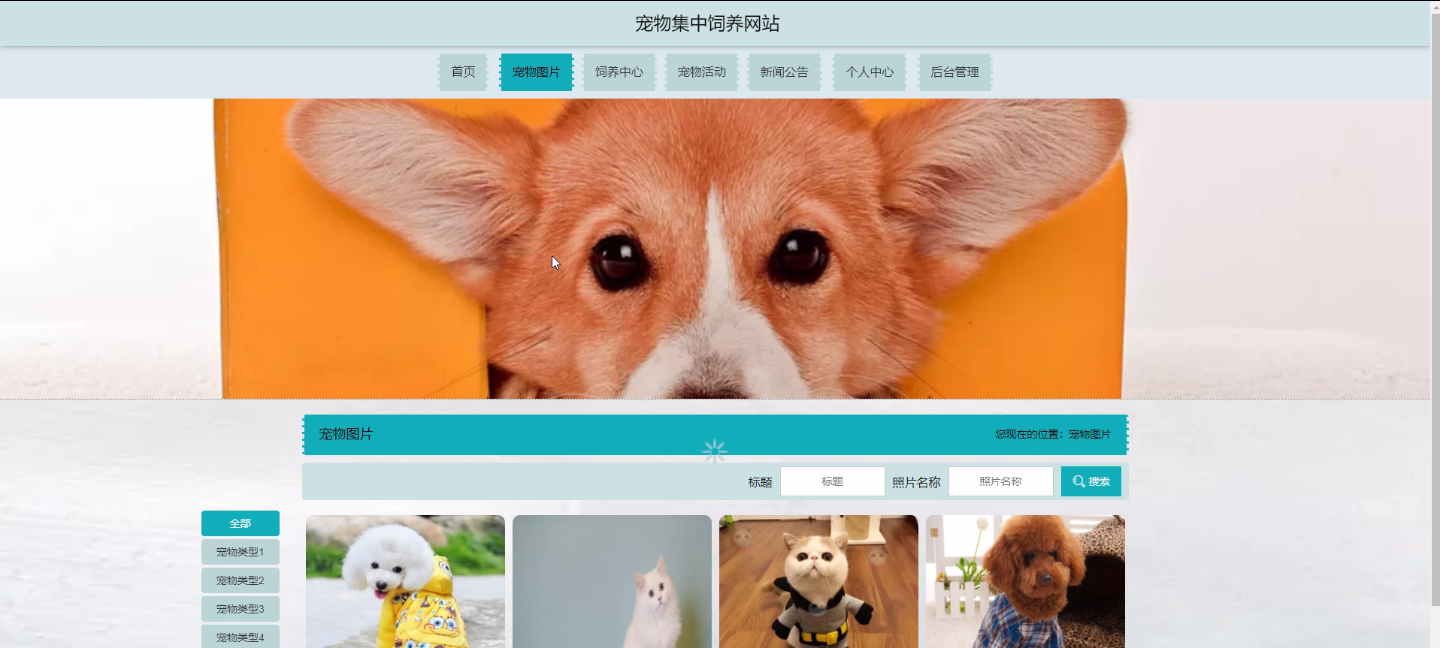 宠物集中饲养网站
首页 宠物图片 饲养中心 宠物活动 新闻公告 个人中心 后台管理
宠物图片 您现在的位置：宠物图片
标题 标题 照片名称 照片名称 搜索
全部
宠物类型1
宠物类型2
宠物类型3
宠物类型4